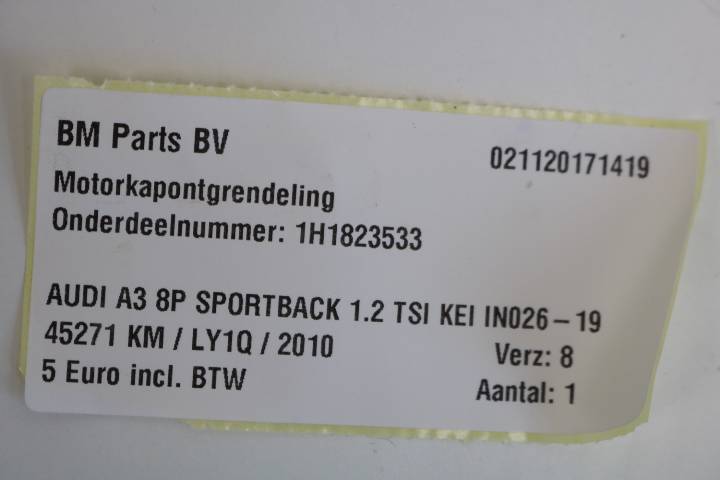 BM Parts BV
021120171419
Motorkapontgrendeling
Onderdeelnummer: 1H1823533
AUDI A3 8P SPORTBACK 1.2 TSI KEI IN026-19
45271 KM / LY1Q / 2010
Verz: 8
5 Euro incl. BTW
Aantal: 1